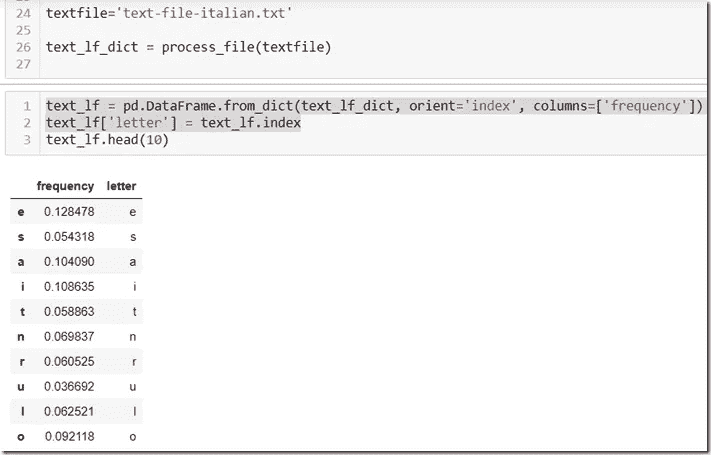 24 textfile='text-file-italian.txt'
25
26 text_lf_dict = process_file(textfile)
27
1 text_lf = pd.DataFrame.from_dict(text_lf_dict, orient='index', columns=['frequency'])
2 text_lf['letter'] = text_lf.index
3 text_lf.head(10)
frequency letter
e 0.128478 e
s 0.054318 s
a 0.104090 a
i 0.108635 i
t 0.058863 t
n 0.069837 n
r 0.060525 r
u 0.036692 u
l 0.062521 l
o 0.092118 o